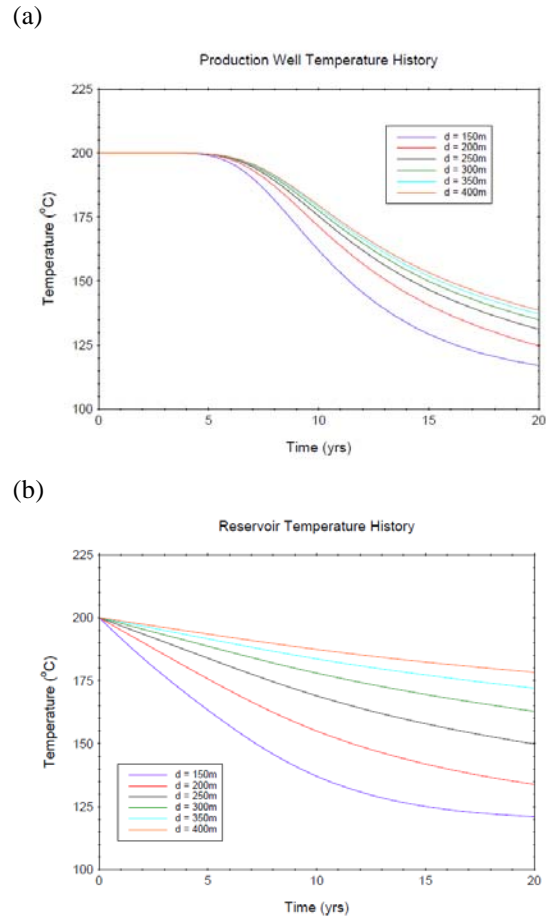 (a)
Production Well Temperature History
225
200
175
150
125
100
Temperature (°C)
d = 150m
d = 200m
d = 250m
d = 300m
d = 350m
d = 400m
0 5 10 15 20
Time (yrs)
(b)
Reservoir Temperature History
225
200
175
150
125
100
Temperature (°C)
d = 150m
d = 200m
d = 250m
d = 300m
d = 350m
d = 400m
0 5 10 15 20
Time (yrs)